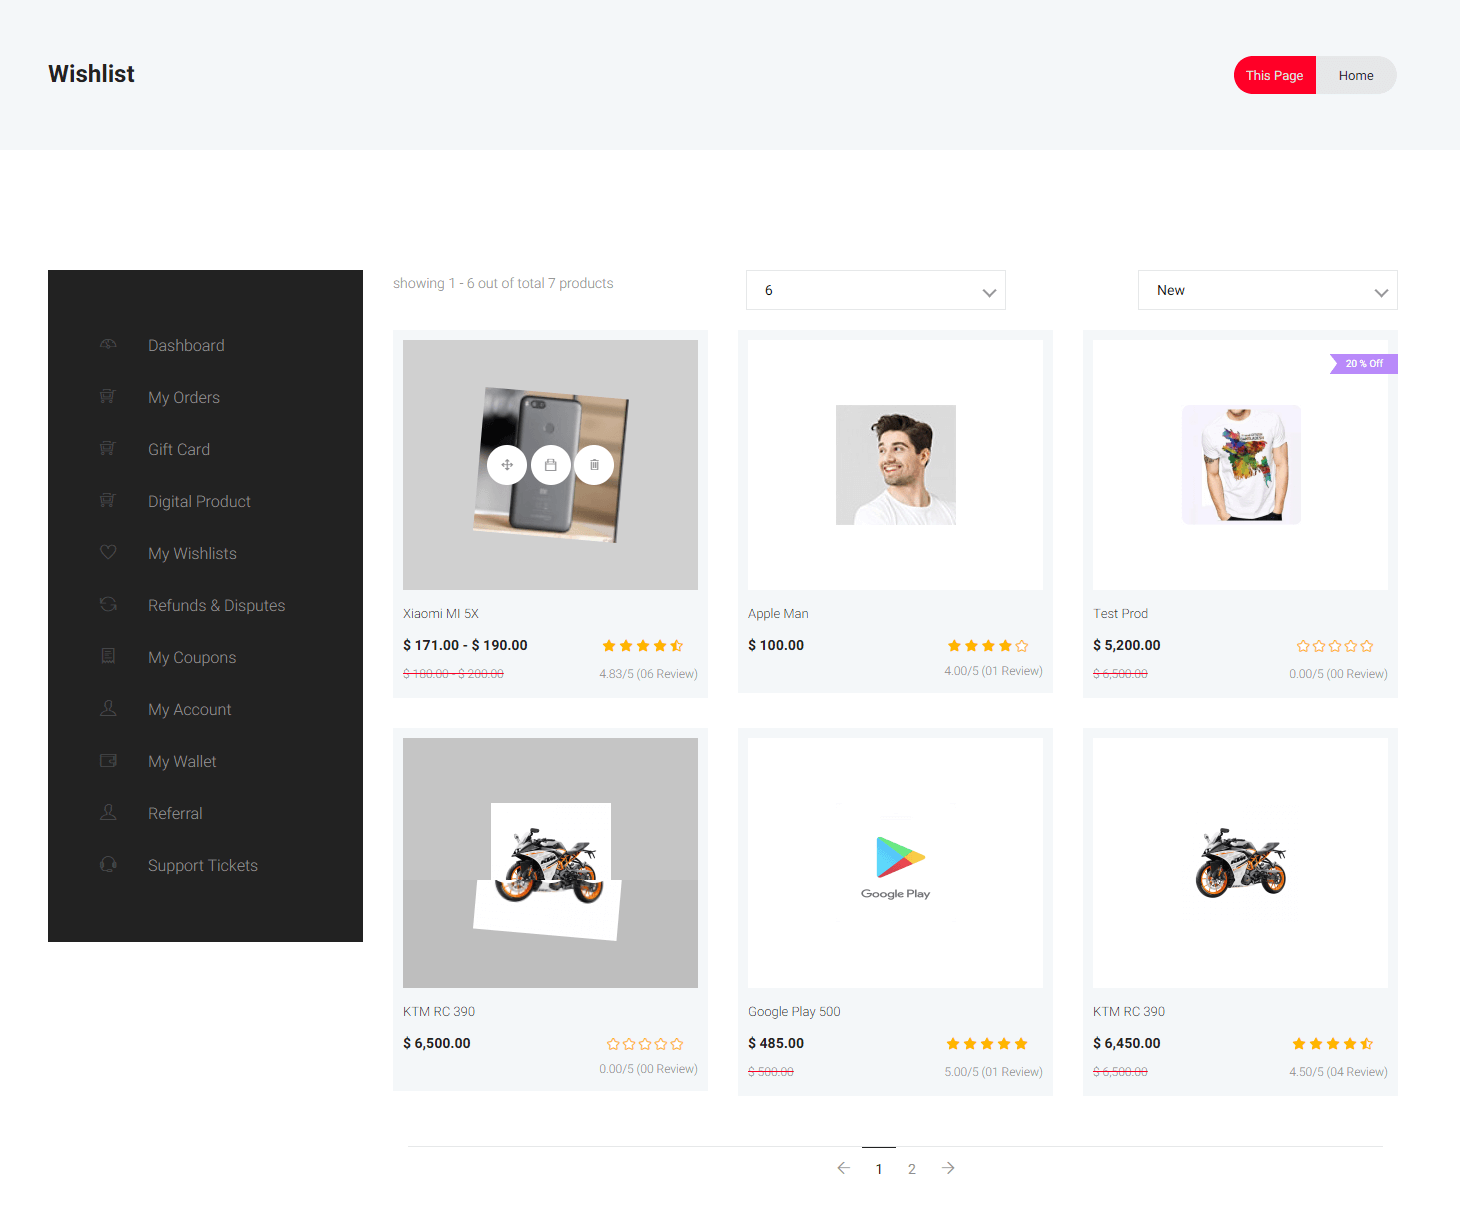 Wishlist
This Page
Home
Dashboard
My Orders
Gift Card
Digital Product
My Wishlists
Refunds & Disputes
My Coupons
My Account
My Wallet
Referral
Support Tickets
showing 1 - 6 out of total 7 products
6
New
Xiaomi MI 5X
$ 171.00 - $ 190.00
$ 180.00 - $ 200.00
4.83/5 (06 Review)
Apple Man
$ 100.00
4.00/5 (01 Review)
20 % Off
Test Prod
$ 5,200.00
$ 6,500.00
0.00/5 (00 Review)
KTM RC 390
$ 6,500.00
0.00/5 (00 Review)
Google Play
Google Play 500
$ 485.00
$ 500.00
5.00/5 (01 Review)
KTM RC 390
$ 6,450.00
$ 6,500.00
4.50/5 (04 Review)
1
2